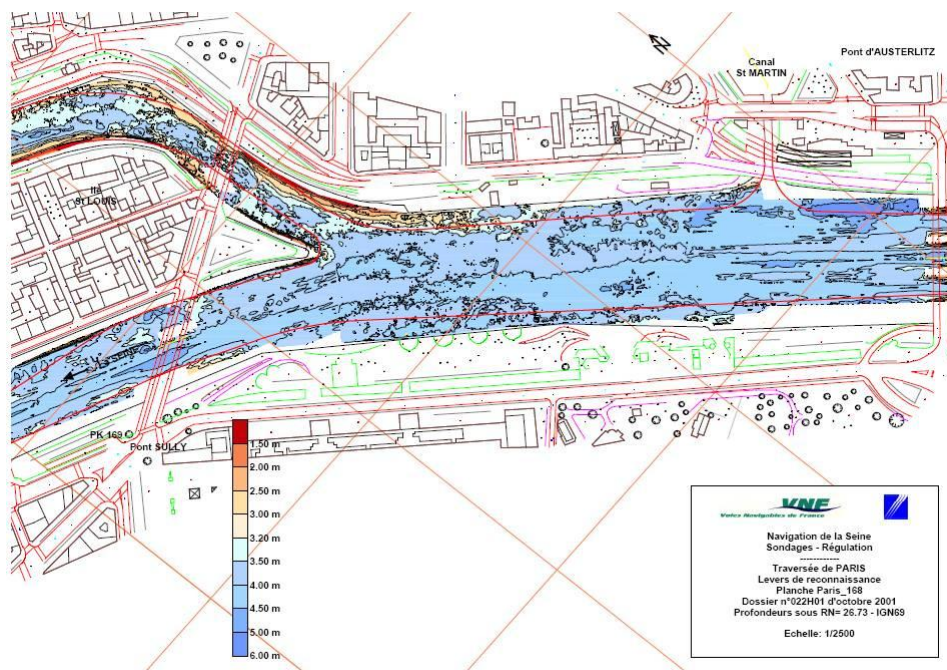 Pont d'AUSTERLITZ
Canal
St MARTIN
N
Ile
St LOUIS
La SEINE
PK 169
Pont SULLY
1.50 m
2.00 m
2.50 m
3.00 m
3.20 m
3.50 m
4.00 m
4.50 m
5.00 m
6.00 m
VNF
Voies Navigables de France
Navigation de la Seine
Sondages - Régulation
------------
Traversée de PARIS
Levers de reconnaissance
Planche Paris_168
Dossier n°022H01 d'octobre 2001
Profondeurs sous RN= 26.73 - IGN69
Echelle: 1/2500